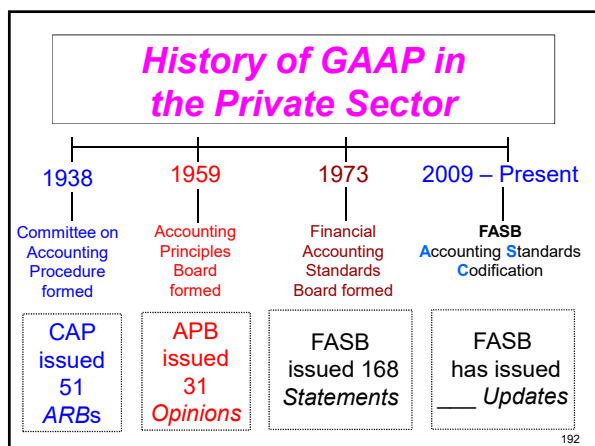 History of GAAP in
the Private Sector
1938
1959
1973
2009 – Present
Committee on
Accounting
Procedure
formed
Accounting
Principles
Board
formed
Financial
Accounting
Standards
Board formed
FASB
Accounting Standards
Codification
CAP
issued
51
ARBs
APB
issued
31
Opinions
FASB
issued 168
Statements
FASB
has issued
___ Updates
192